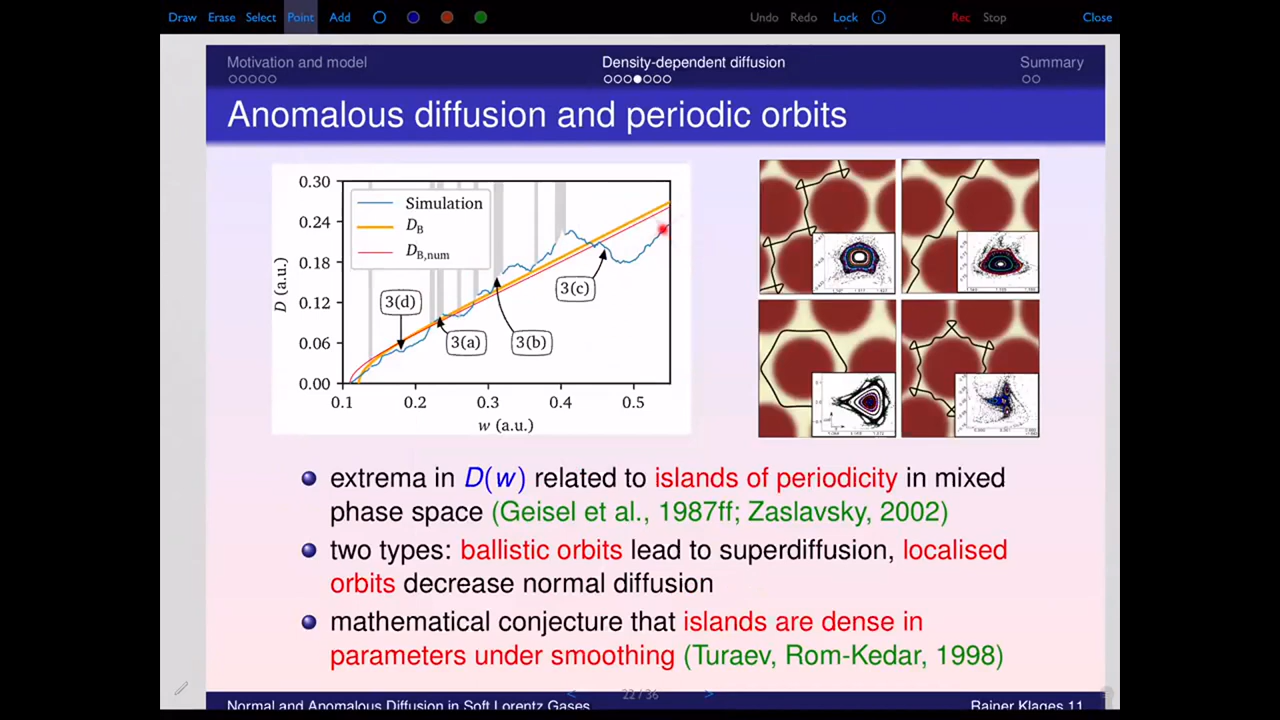 Draw Erase Select Point Add Undo Redo Lock Rec Stop Close
Motivation and model Density-dependent diffusion Summary
Anomalous diffusion and periodic orbits
0.30
0.24
0.18
0.12
0.06
0.00
D (a.u.)
Simulation
D_B
D_B,num
3(d)
3(a)
3(b)
3(c)
0.1 0.2 0.3 0.4 0.5
w (a.u.)
extrema in D(w) related to islands of periodicity in mixed
phase space (Geisel et al., 1987ff; Zaslavsky, 2002)
two types: ballistic orbits lead to superdiffusion, localised
orbits decrease normal diffusion
mathematical conjecture that islands are dense in
parameters under smoothing (Turaev, Rom-Kedar, 1998)
< 22 / 36 >
Normal and Anomalous Diffusion in Soft Lorentz Gases Rainer Klages 11